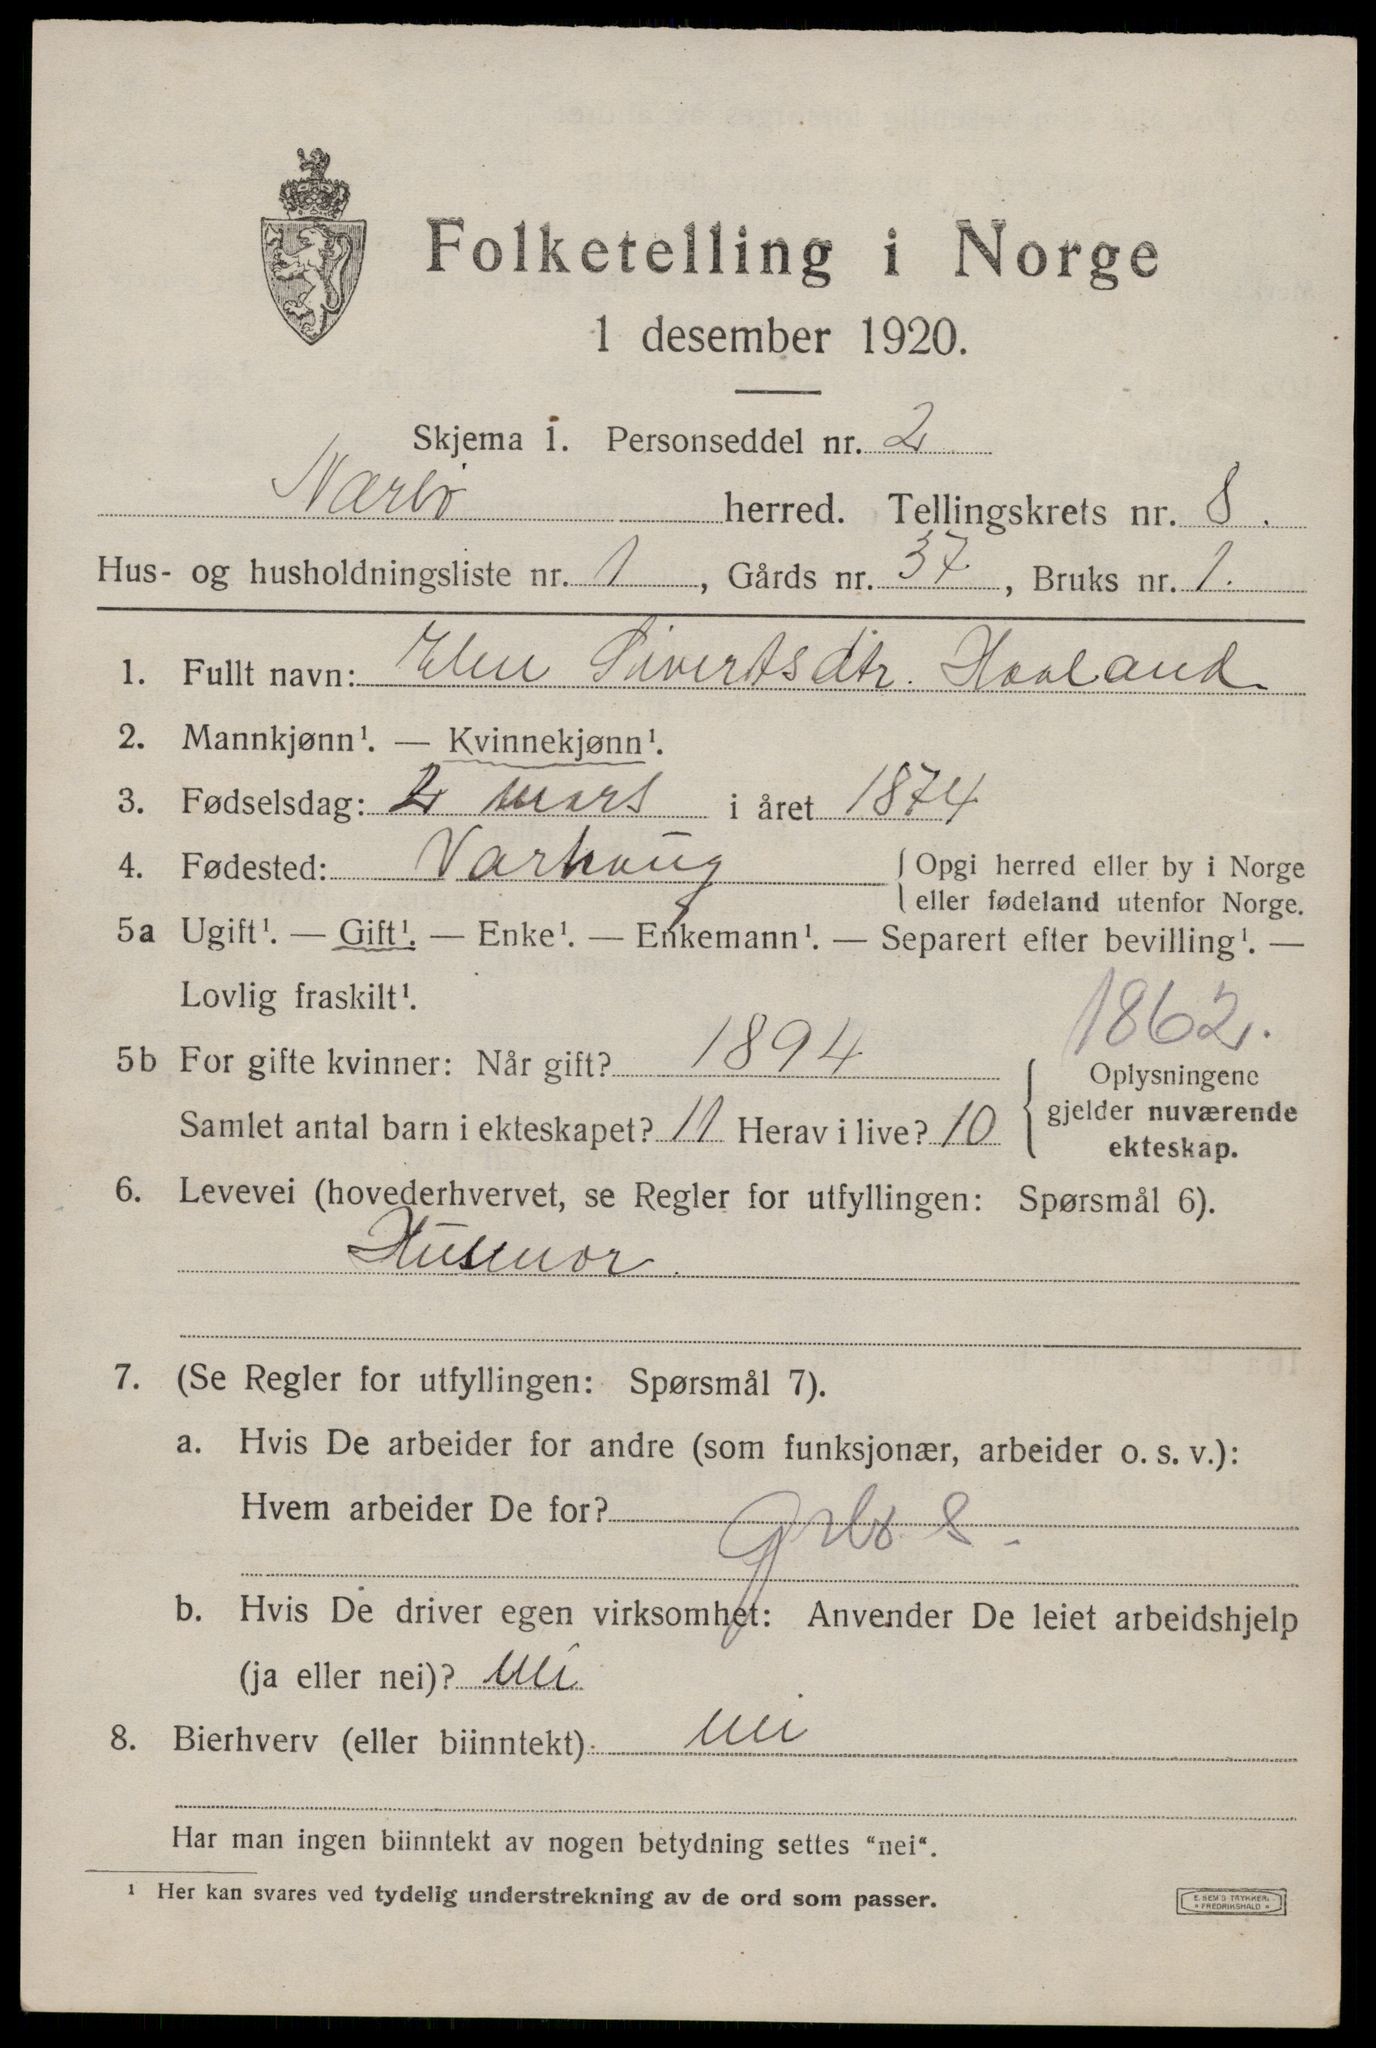 Folketelling i Norge
1 desember 1920.
Skjema 1. Personseddel nr. 2
Nærbø herred. Tellingskrets nr. 8.
Hus- og husholdningsliste nr. 1, Gårds nr. 37, Bruks nr. 1.
1. Fullt navn: Elen Sivertsdtr. Haaland
2. Mannkjønn¹. — Kvinnekjønn¹.
3. Fødselsdag: 2 mars i året 1874
4. Fødested: Varhaug { Opgi herred eller by i Norge
eller fødeland utenfor Norge.
5a Ugift¹. — Gift¹. — Enke¹. — Enkemann¹. — Separert efter bevilling¹. —
Lovlig fraskilt¹.
1862.
5b For gifte kvinner: Når gift? 1894
Samlet antal barn i ekteskapet? 11 Herav i live? 10
{ Oplysningene
gjelder nuværende
ekteskap.
6. Levevei (hovederhvervet, se Regler for utfyllingen: Spørsmål 6).
Husmor.
7. (Se Regler for utfyllingen: Spørsmål 7).
a. Hvis De arbeider for andre (som funksjonær, arbeider o. s. v.):
Hvem arbeider De for? S.
b. Hvis De driver egen virksomhet: Anvender De leiet arbeidshjelp
(ja eller nei)? nei
8. Bierhverv (eller biinntekt) nei
Har man ingen biinntekt av nogen betydning settes "nei".
¹ Her kan svares ved tydelig understrekning av de ord som passer.
E. SEM'S TRYKKERI
» FREDRIKSHALD »